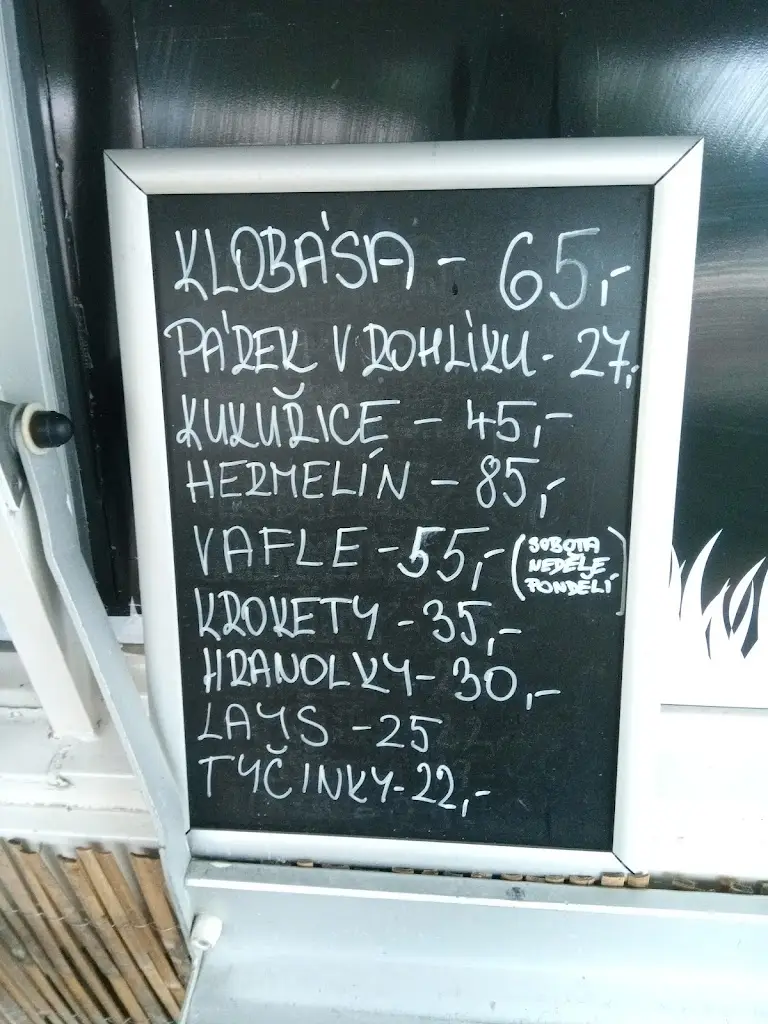 KLOBÁSA - 65,-
PÁREK V ROHLÍKU - 27,-
KUKUŘICE - 45,-
HERMELÍN - 85,-
VAFLE - 55,- (SOBOTA
NEDĚLE
PONDĚLÍ)
KROKETY - 35,-
HRANOLKY - 30,-
LAYS - 25
TYČINKY - 22,-